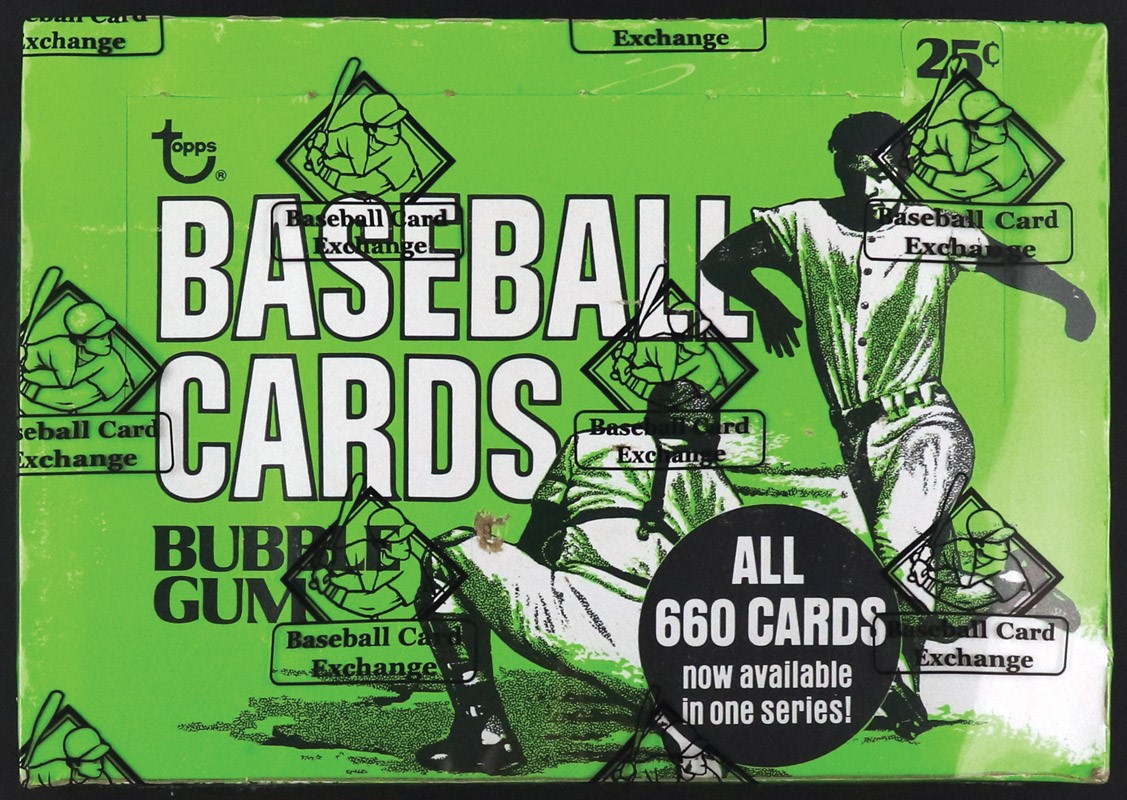 Card
Exchange
Exchange
25¢
topps®
Baseball Card
Exchange
Baseball Card
Exchange
BASEBALL
CARDS
Baseball Card
Exchange
Baseball Card
Exchange
BUBBLE
GUM
ALL
660 CARDS
now available
in one series!
Baseball Card
Exchange
Baseball Card
Exchange